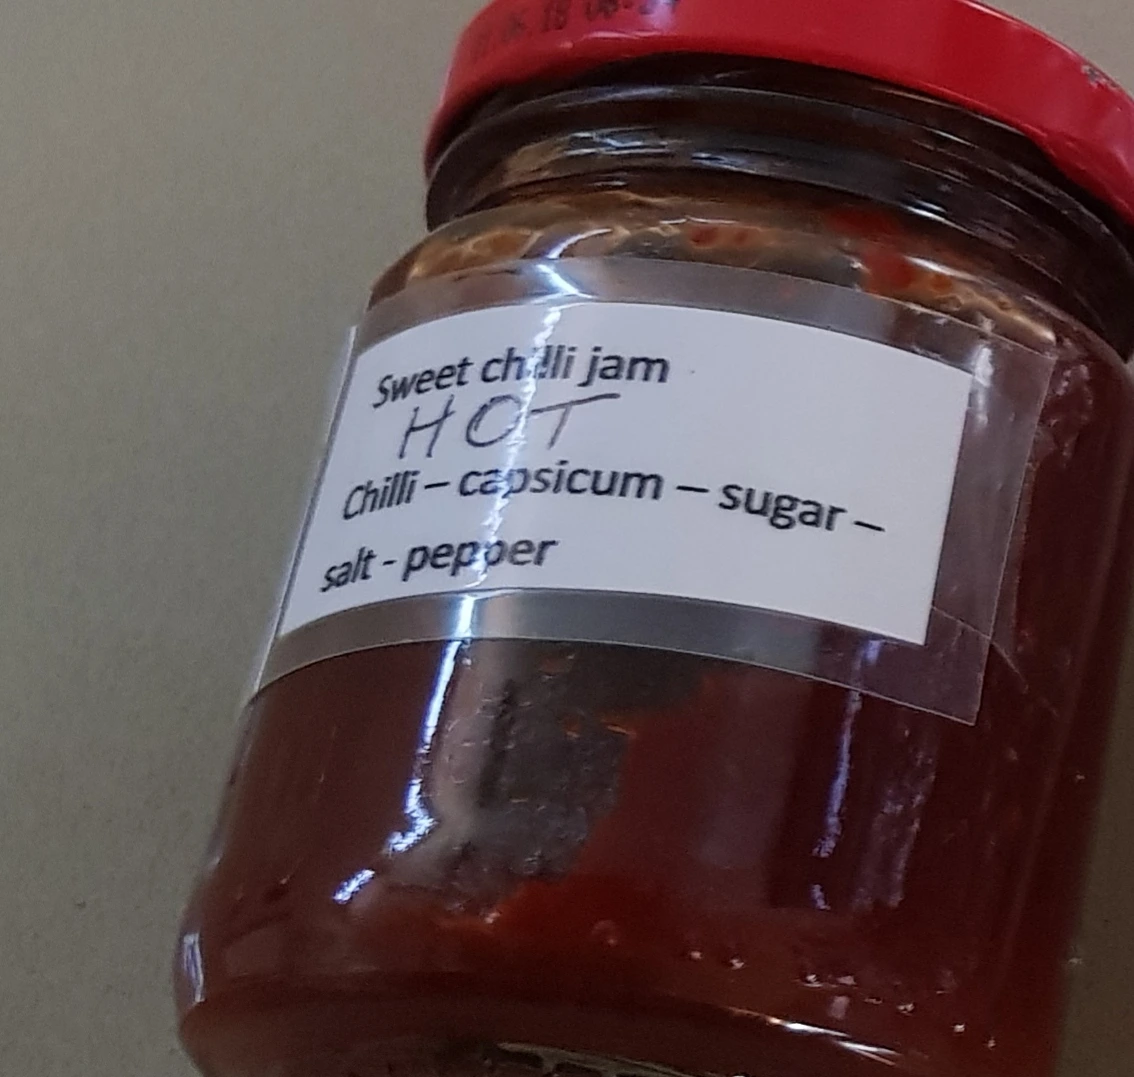 Sweet chilli jam
HOT
Chilli – capsicum – sugar –
salt - pepper